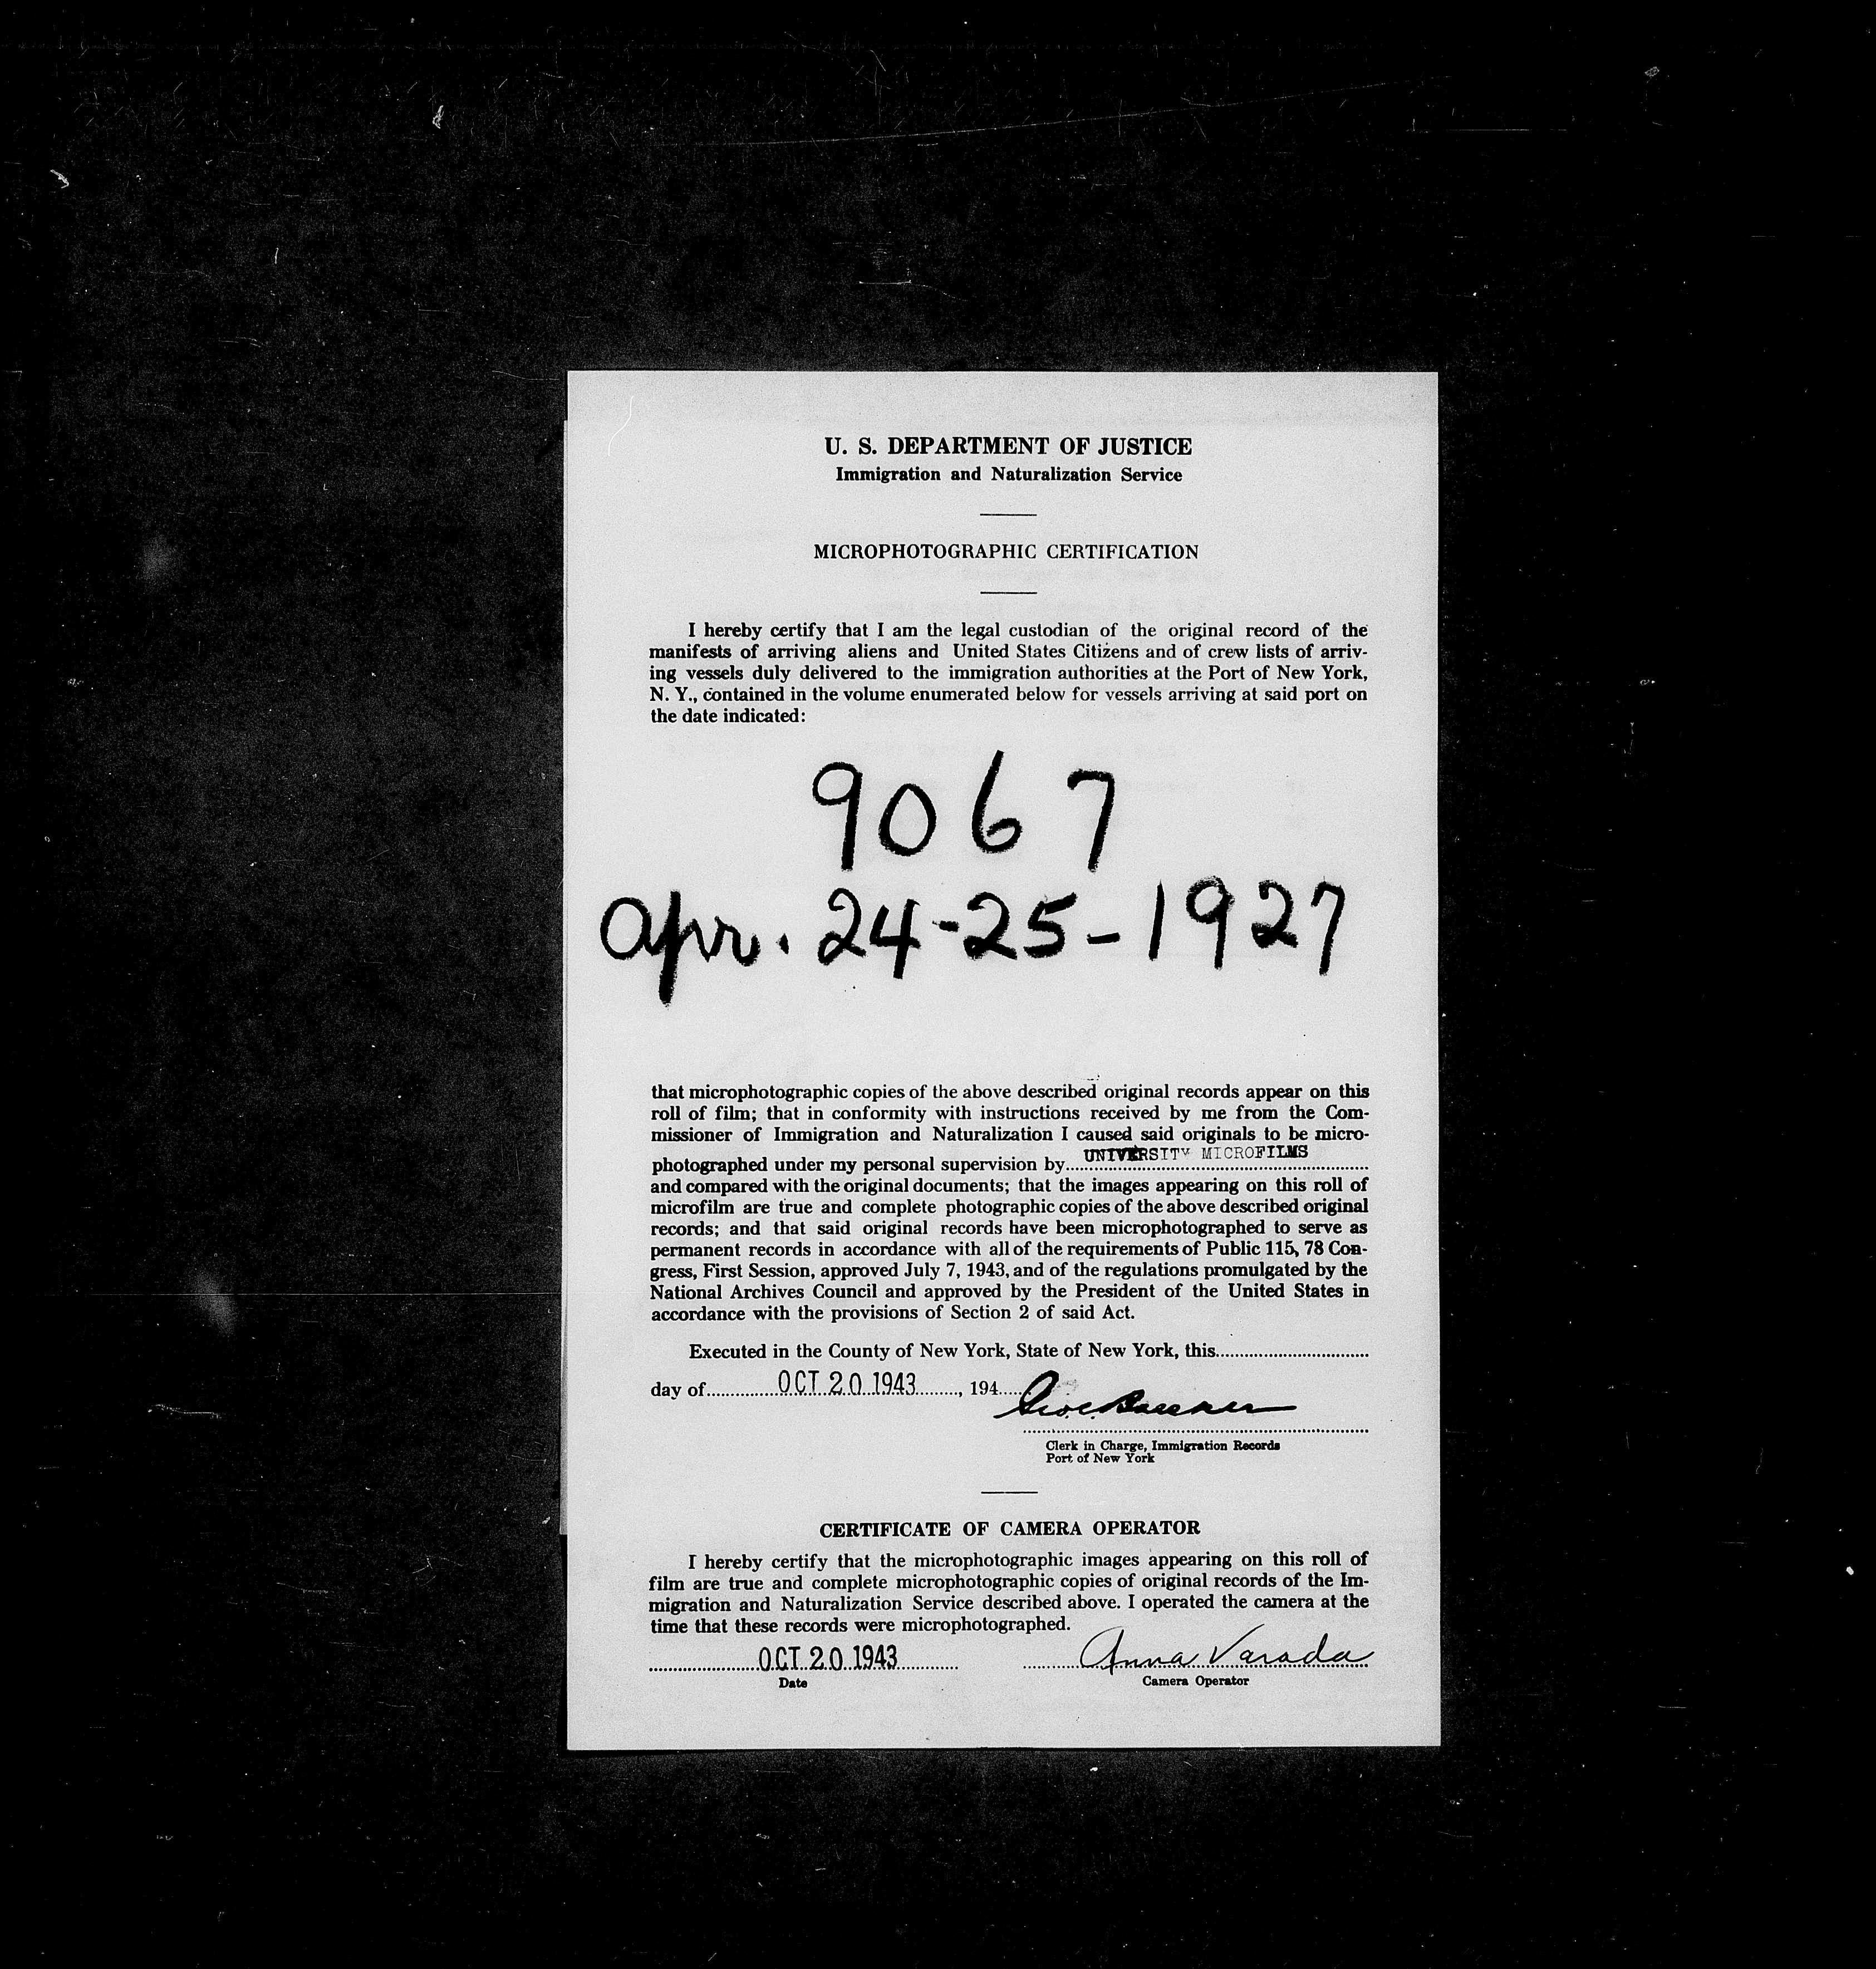 U. S. DEPARTMENT OF JUSTICE
Immigration and Naturalization Service
MICROPHOTOGRAPHIC CERTIFICATION
I hereby certify that I am the legal custodian of the original record of the
manifests of arriving aliens and United States Citizens and of crew lists of arriv-
ing vessels duly delivered to the immigration authorities at the Port of New York,
N. Y., contained in the volume enumerated below for vessels arriving at said port on
the date indicated:
9067
Apr. 24-25-1927
that microphotographic copies of the above described original records appear on this
roll of film; that in conformity with instructions received by me from the Com-
missioner of Immigration and Naturalization I caused said originals to be micro-
photographed under my personal supervision by UNIVERSITY MICROFILMS
and compared with the original documents; that the images appearing on this roll of
microfilm are true and complete photographic copies of the above described original
records; and that said original records have been microphotographed to serve as
permanent records in accordance with all of the requirements of Public 115, 78 Con-
gress, First Session, approved July 7, 1943, and of the regulations promulgated by the
National Archives Council and approved by the President of the United States in
accordance with the provisions of Section 2 of said Act.
Executed in the County of New York, State of New York, this
day of OCT 20 1943, 194
Clerk in Charge, Immigration Records
Port of New York
CERTIFICATE OF CAMERA OPERATOR
I hereby certify that the microphotographic images appearing on this roll of
film are true and complete microphotographic copies of original records of the Im-
migration and Naturalization Service described above. I operated the camera at the
time that these records were microphotographed.
OCT 20 1943 Anna Varada
Date Camera Operator